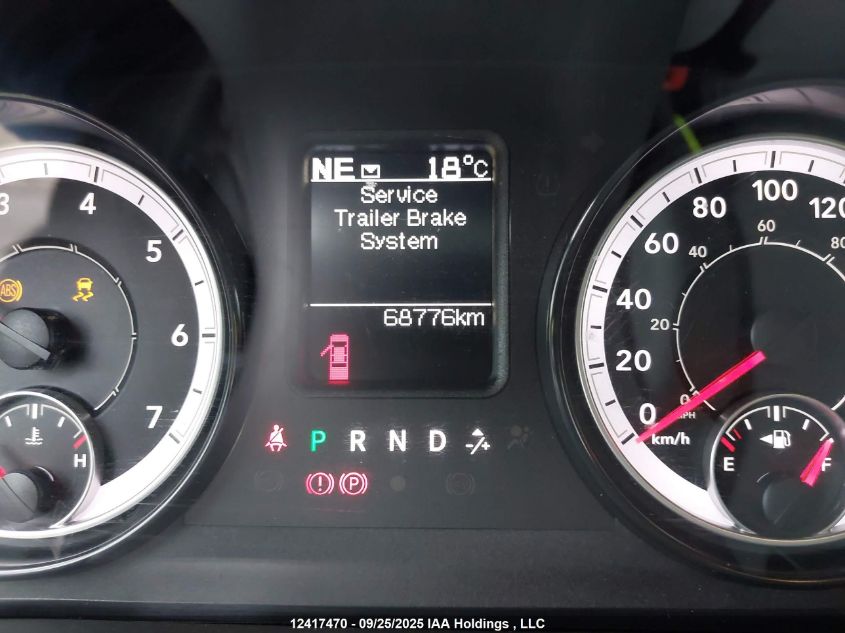 NE 18°C
Service
Trailer Brake
System
68776km
3
4
5
6
7
ABS
H
P R N D
+
(!) (P)
0
20
40
60
80
100
120
0
20
40
60
80
MPH
km/h
E F
12417470 - 09/25/2025 IAA Holdings , LLC